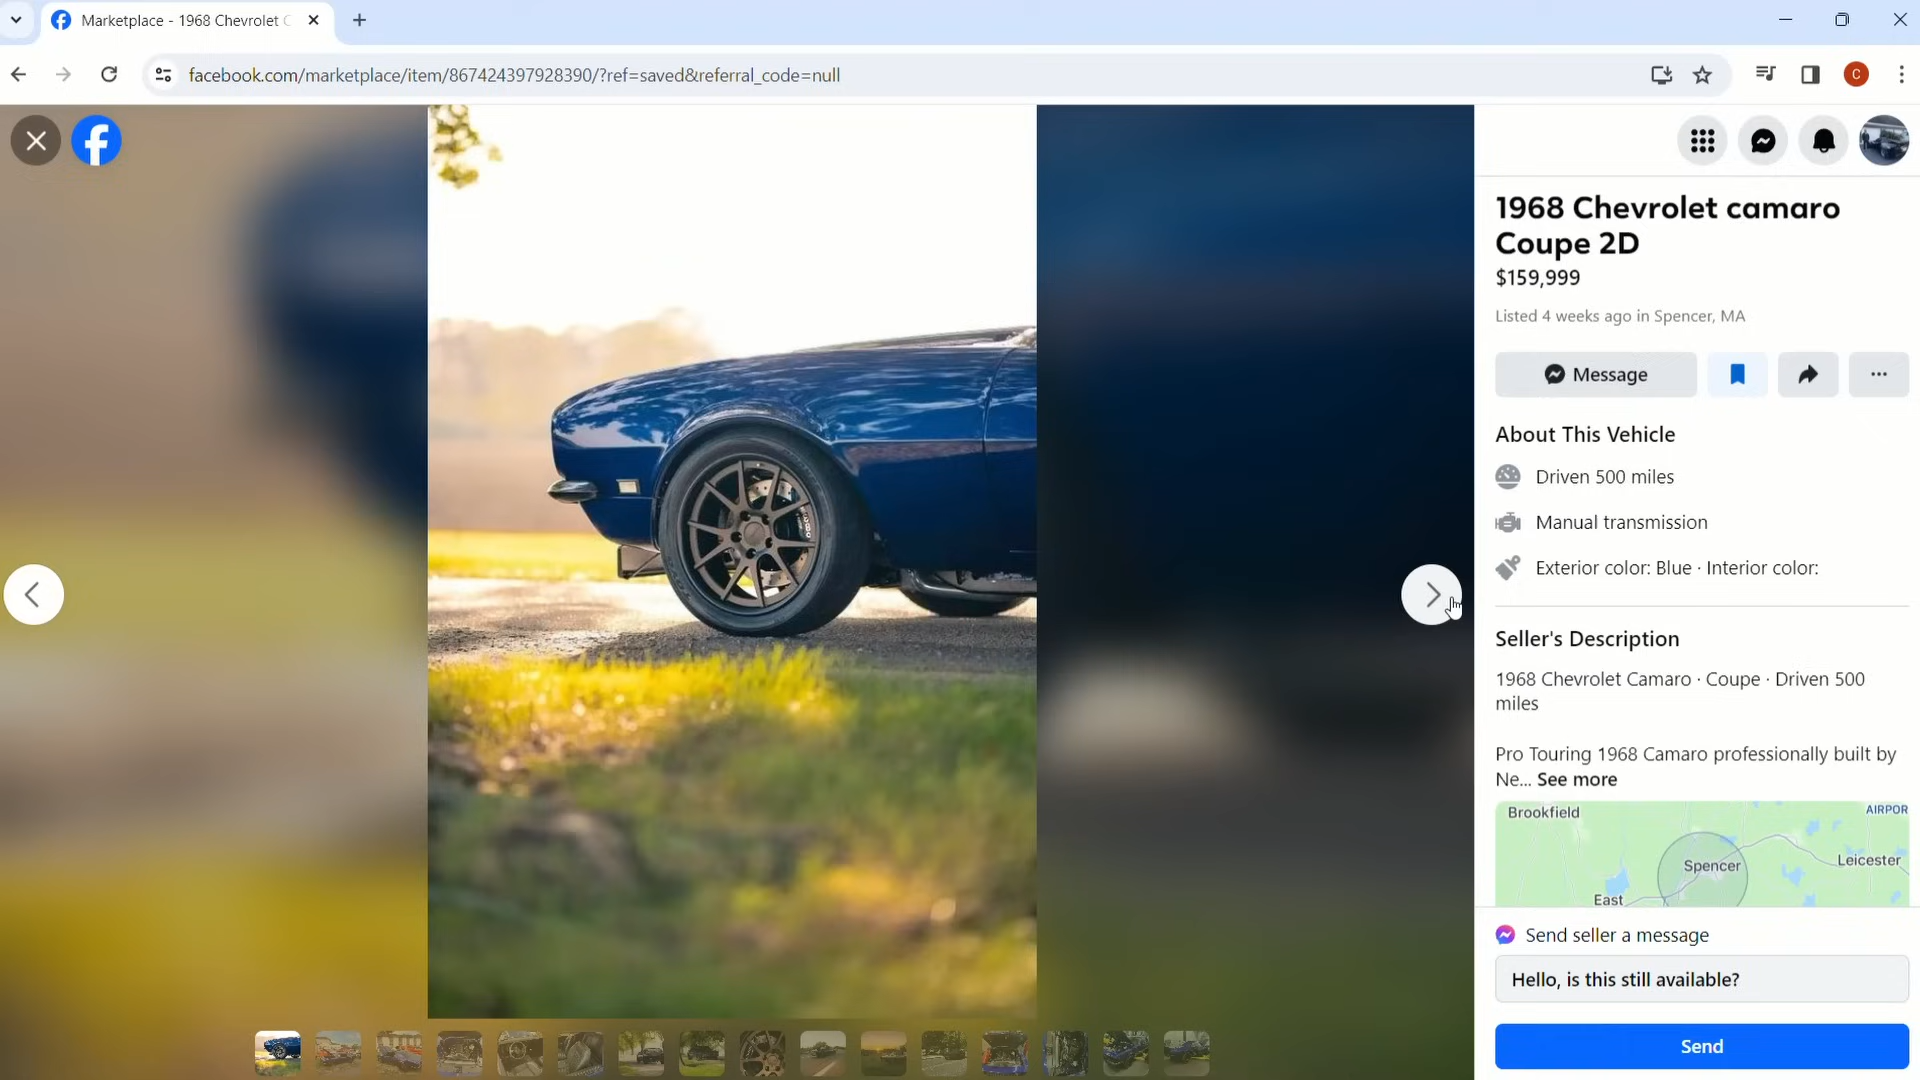 Marketplace - 1968 Chevrolet C
facebook.com/marketplace/item/867424397928390/?ref=saved&referral_code=null
C
1968 Chevrolet camaro
Coupe 2D
$159,999
Listed 4 weeks ago in Spencer, MA
Message
About This Vehicle
Driven 500 miles
Manual transmission
Exterior color: Blue · Interior color:
Seller's Description
1968 Chevrolet Camaro · Coupe · Driven 500
miles
Pro Touring 1968 Camaro professionally built by
Ne... See more
Brookfield
AIRPOR
Spencer
Leicester
East
Send seller a message
Hello, is this still available?
Send